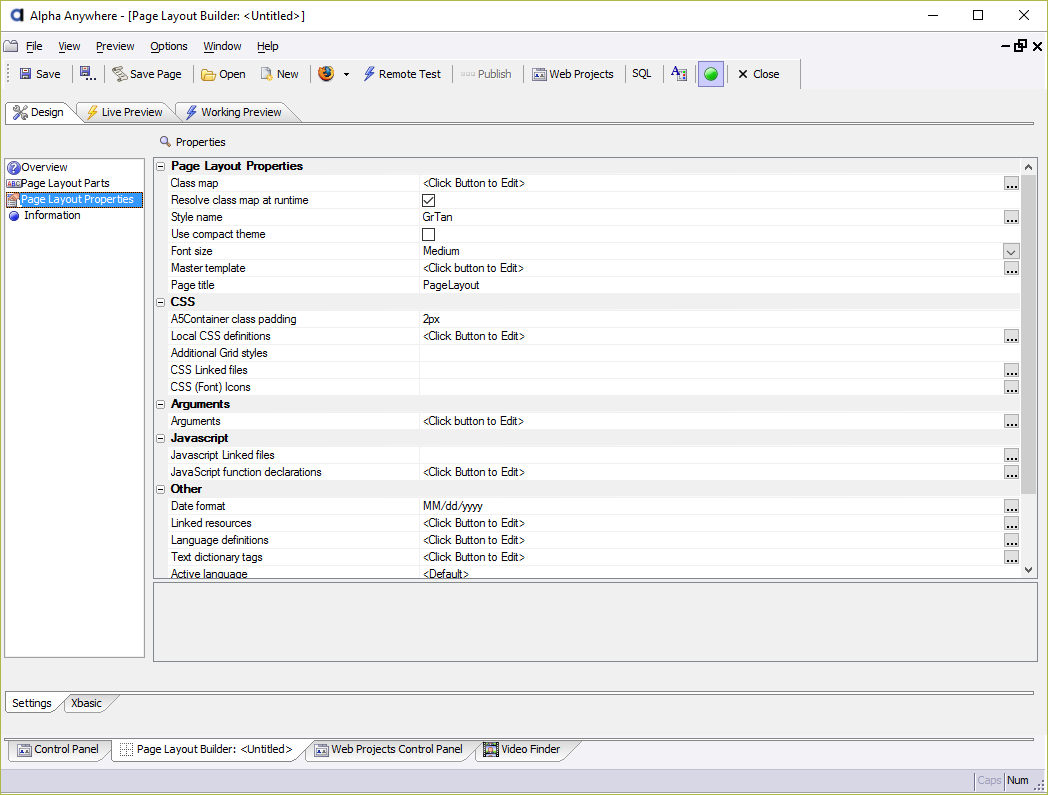 Alpha Anywhere - [Page Layout Builder: <Untitled>]
File View Preview Options Window Help
Save Save Page Open New Remote Test Publish Web Projects SQL Close
Design Live Preview Working Preview
Properties
Overview
Page Layout Parts
Page Layout Properties
Information
Page Layout Properties
Class map <Click Button to Edit> ...
Resolve class map at runtime
Style name GrTan ...
Use compact theme
Font size Medium
Master template <Click button to Edit> ...
Page title PageLayout
CSS
A5Container class padding 2px
Local CSS definitions <Click Button to Edit> ...
Additional Grid styles
CSS Linked files ...
CSS (Font) Icons ...
Arguments
Arguments <Click button to Edit> ...
Javascript
Javascript Linked files ...
JavaScript function declarations <Click Button to Edit> ...
Other
Date format MM/dd/yyyy ...
Linked resources <Click Button to Edit> ...
Language definitions <Click Button to Edit> ...
Text dictionary tags <Click Button to Edit> ...
Active language <Default>
Settings Xbasic
Control Panel Page Layout Builder: <Untitled> Web Projects Control Panel Video Finder
Caps Num